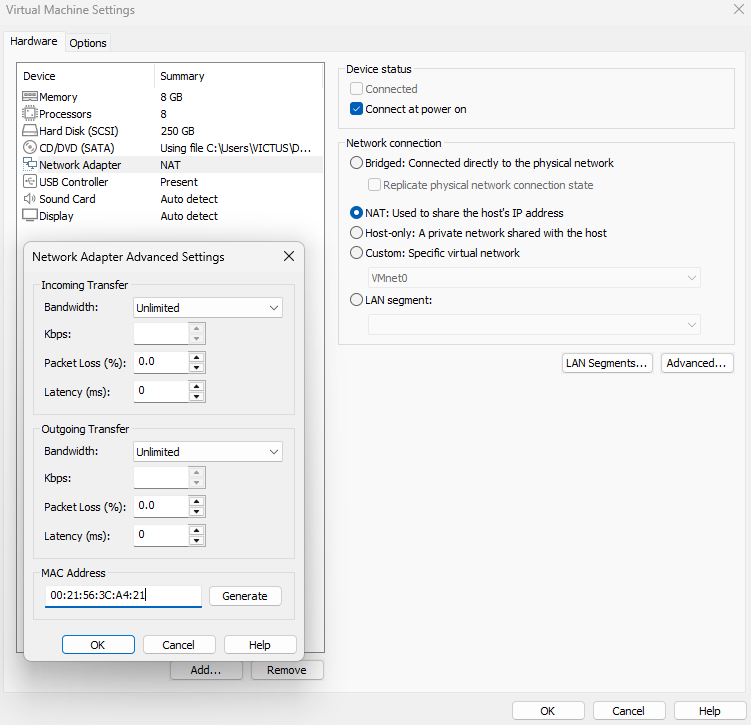 Virtual Machine Settings
Hardware Options
Device Summary
Memory 8 GB
Processors 8
Hard Disk (SCSI) 250 GB
CD/DVD (SATA) Using file C:\Users\VICTUS\D...
Network Adapter NAT
USB Controller Present
Sound Card Auto detect
Display Auto detect
Device status
Connected
Connect at power on
Network connection
Bridged: Connected directly to the physical network
Replicate physical network connection state
NAT: Used to share the host's IP address
Host-only: A private network shared with the host
Custom: Specific virtual network
VMnet0
LAN segment:
LAN Segments... Advanced...
Network Adapter Advanced Settings
Incoming Transfer
Bandwidth: Unlimited
Kbps:
Packet Loss (%): 0.0
Latency (ms): 0
Outgoing Transfer
Bandwidth: Unlimited
Kbps:
Packet Loss (%): 0.0
Latency (ms): 0
MAC Address
00:21:56:3C:A4:21 Generate
OK Cancel Help
Add... Remove
OK Cancel Help